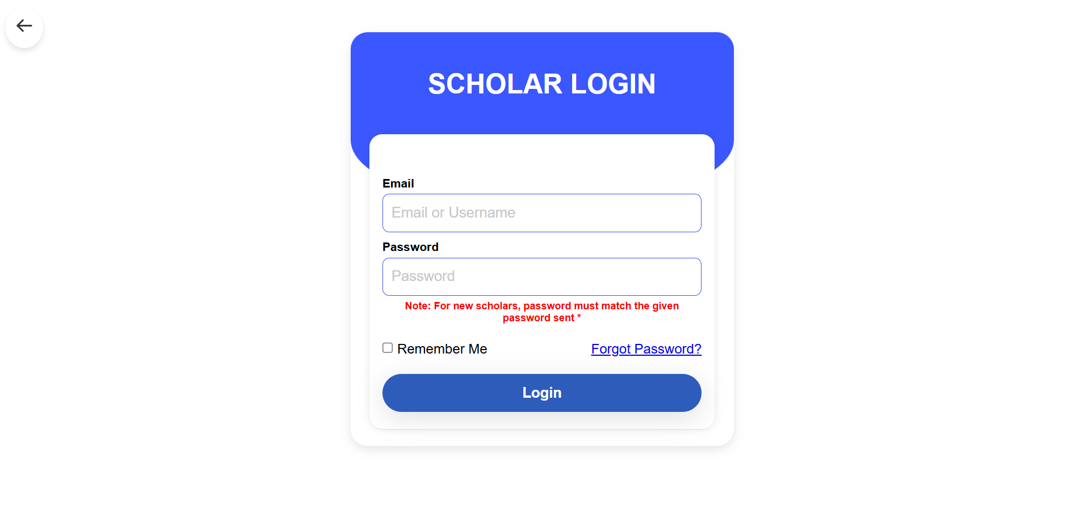 SCHOLAR LOGIN
Email
Email or Username
Password
Password
Note: For new scholars, password must match the given
password sent *
Remember Me
Forgot Password?
Login